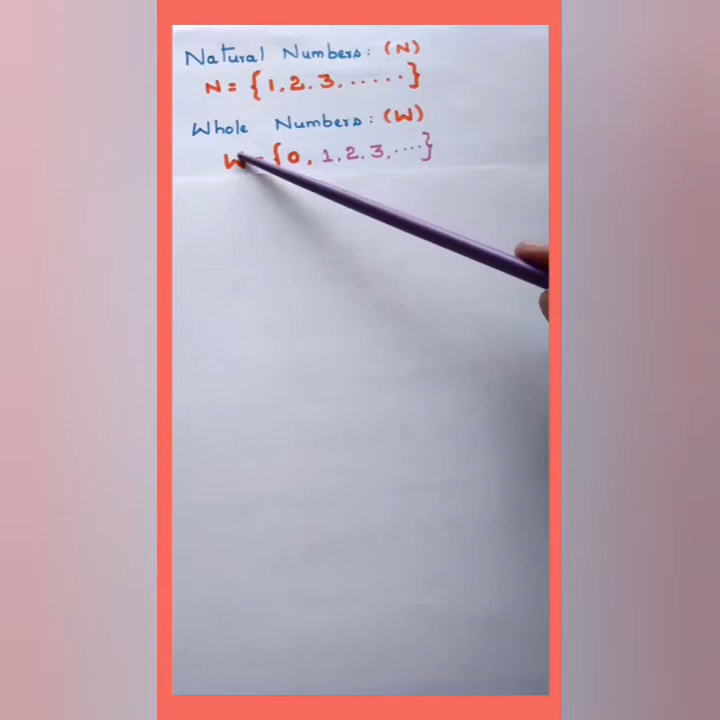 Natural Numbers: (N)
N = {1, 2, 3, ......}
Whole Numbers: (W)
W = {0, 1, 2, 3, ....}